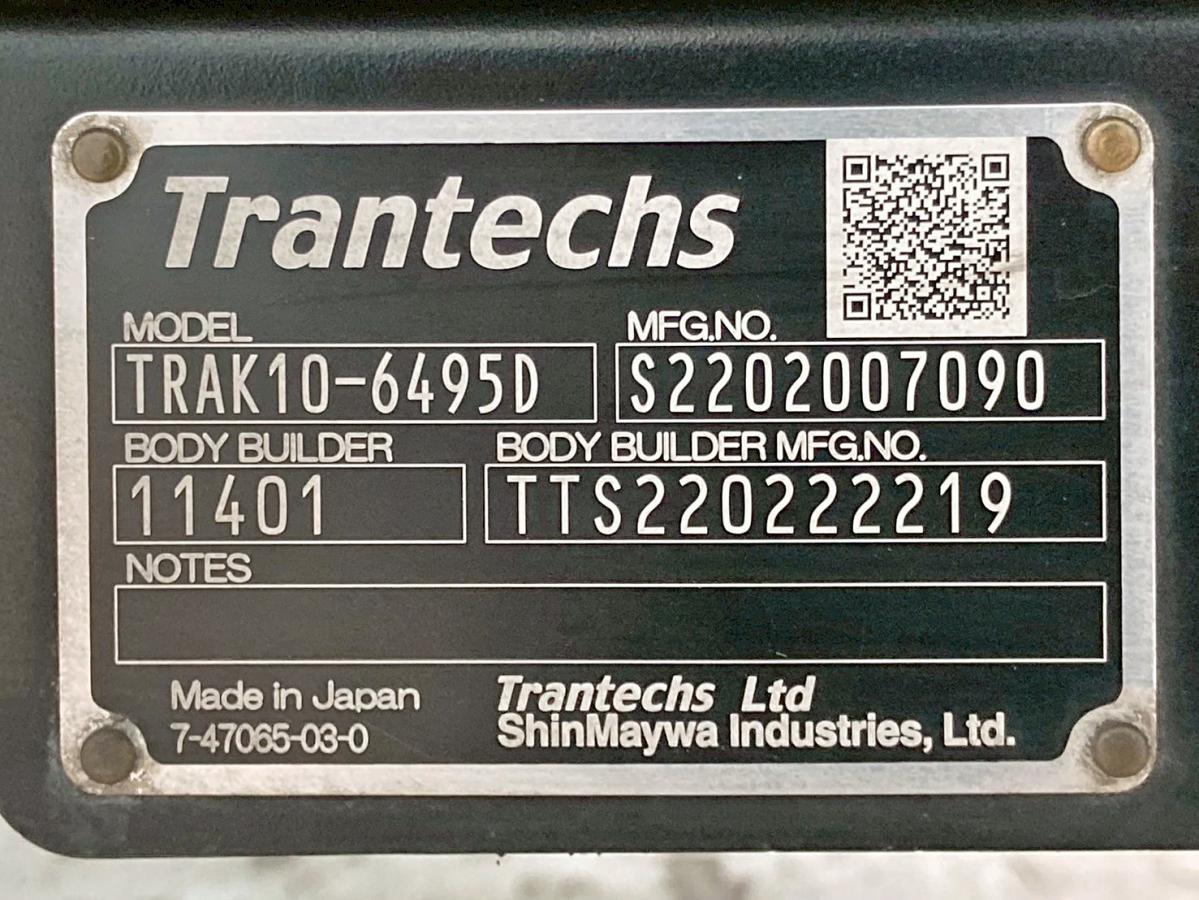 Trantechs
MODEL MFG.NO.
TRAK10-6495D S2202007090
BODY BUILDER BODY BUILDER MFG.NO.
11401 TTS220222219
NOTES
Made in Japan Trantechs Ltd
7-47065-03-0 ShinMaywa Industries, Ltd.